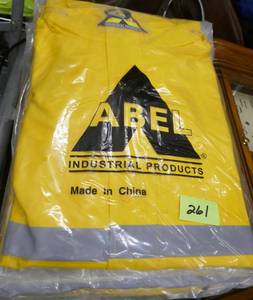 ABEL
®
INDUSTRIAL PRODUCTS
Made in China
261